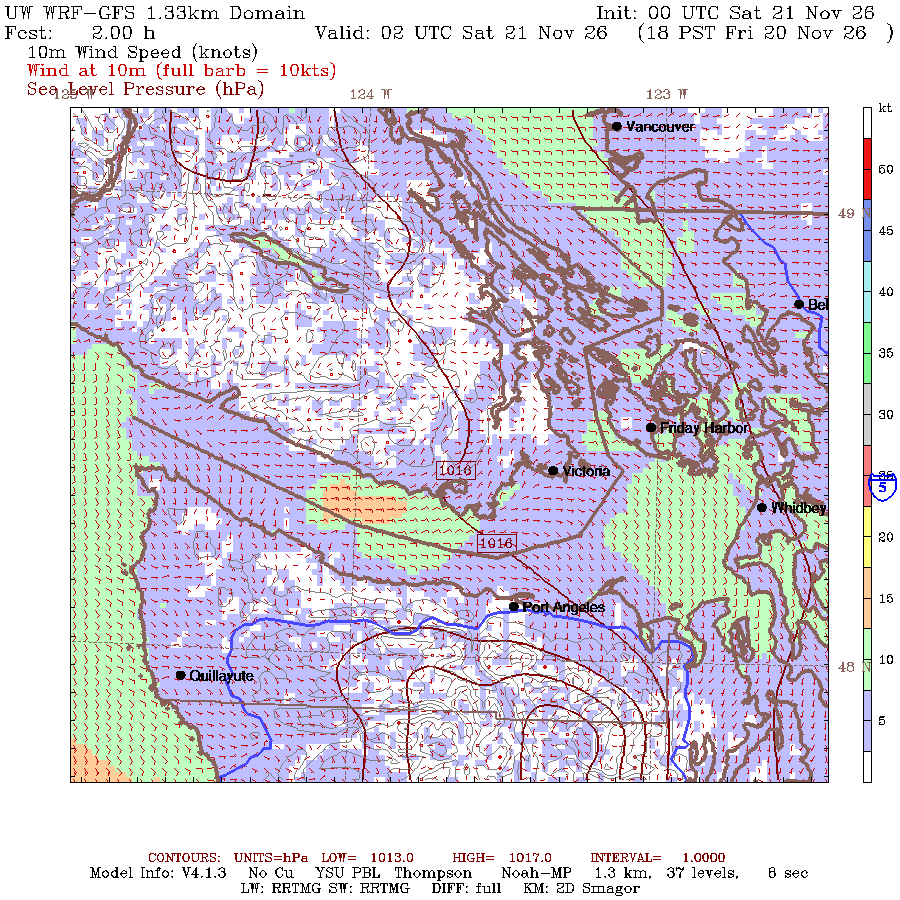 UW WRF-GFS 1.33km Domain Init: 00 UTC Sat 21 Nov 26
Fcst: 2.00 h Valid: 02 UTC Sat 21 Nov 26 (18 PST Fri 20 Nov 26 )
10m Wind Speed (knots)
Wind at 10m (full barb = 10kts)
Sea Level Pressure (hPa)
124 W 123 W
kt
Vancouver
60
49 N
45
40
Bel
35
30
Friday Harbor
1016
Victoria
5
Whidbey
20
1016
15
Port Angeles
10
48 N
Quillayute
5
CONTOURS: UNITS=hPa LOW= 1013.0 HIGH= 1017.0 INTERVAL= 1.0000
Model Info: V4.1.3 No Cu YSU PBL Thompson Noah-MP 1.3 km, 37 levels, 8 sec
LW: RRTMG SW: RRTMG DIFF: full KM: 2D Smagor